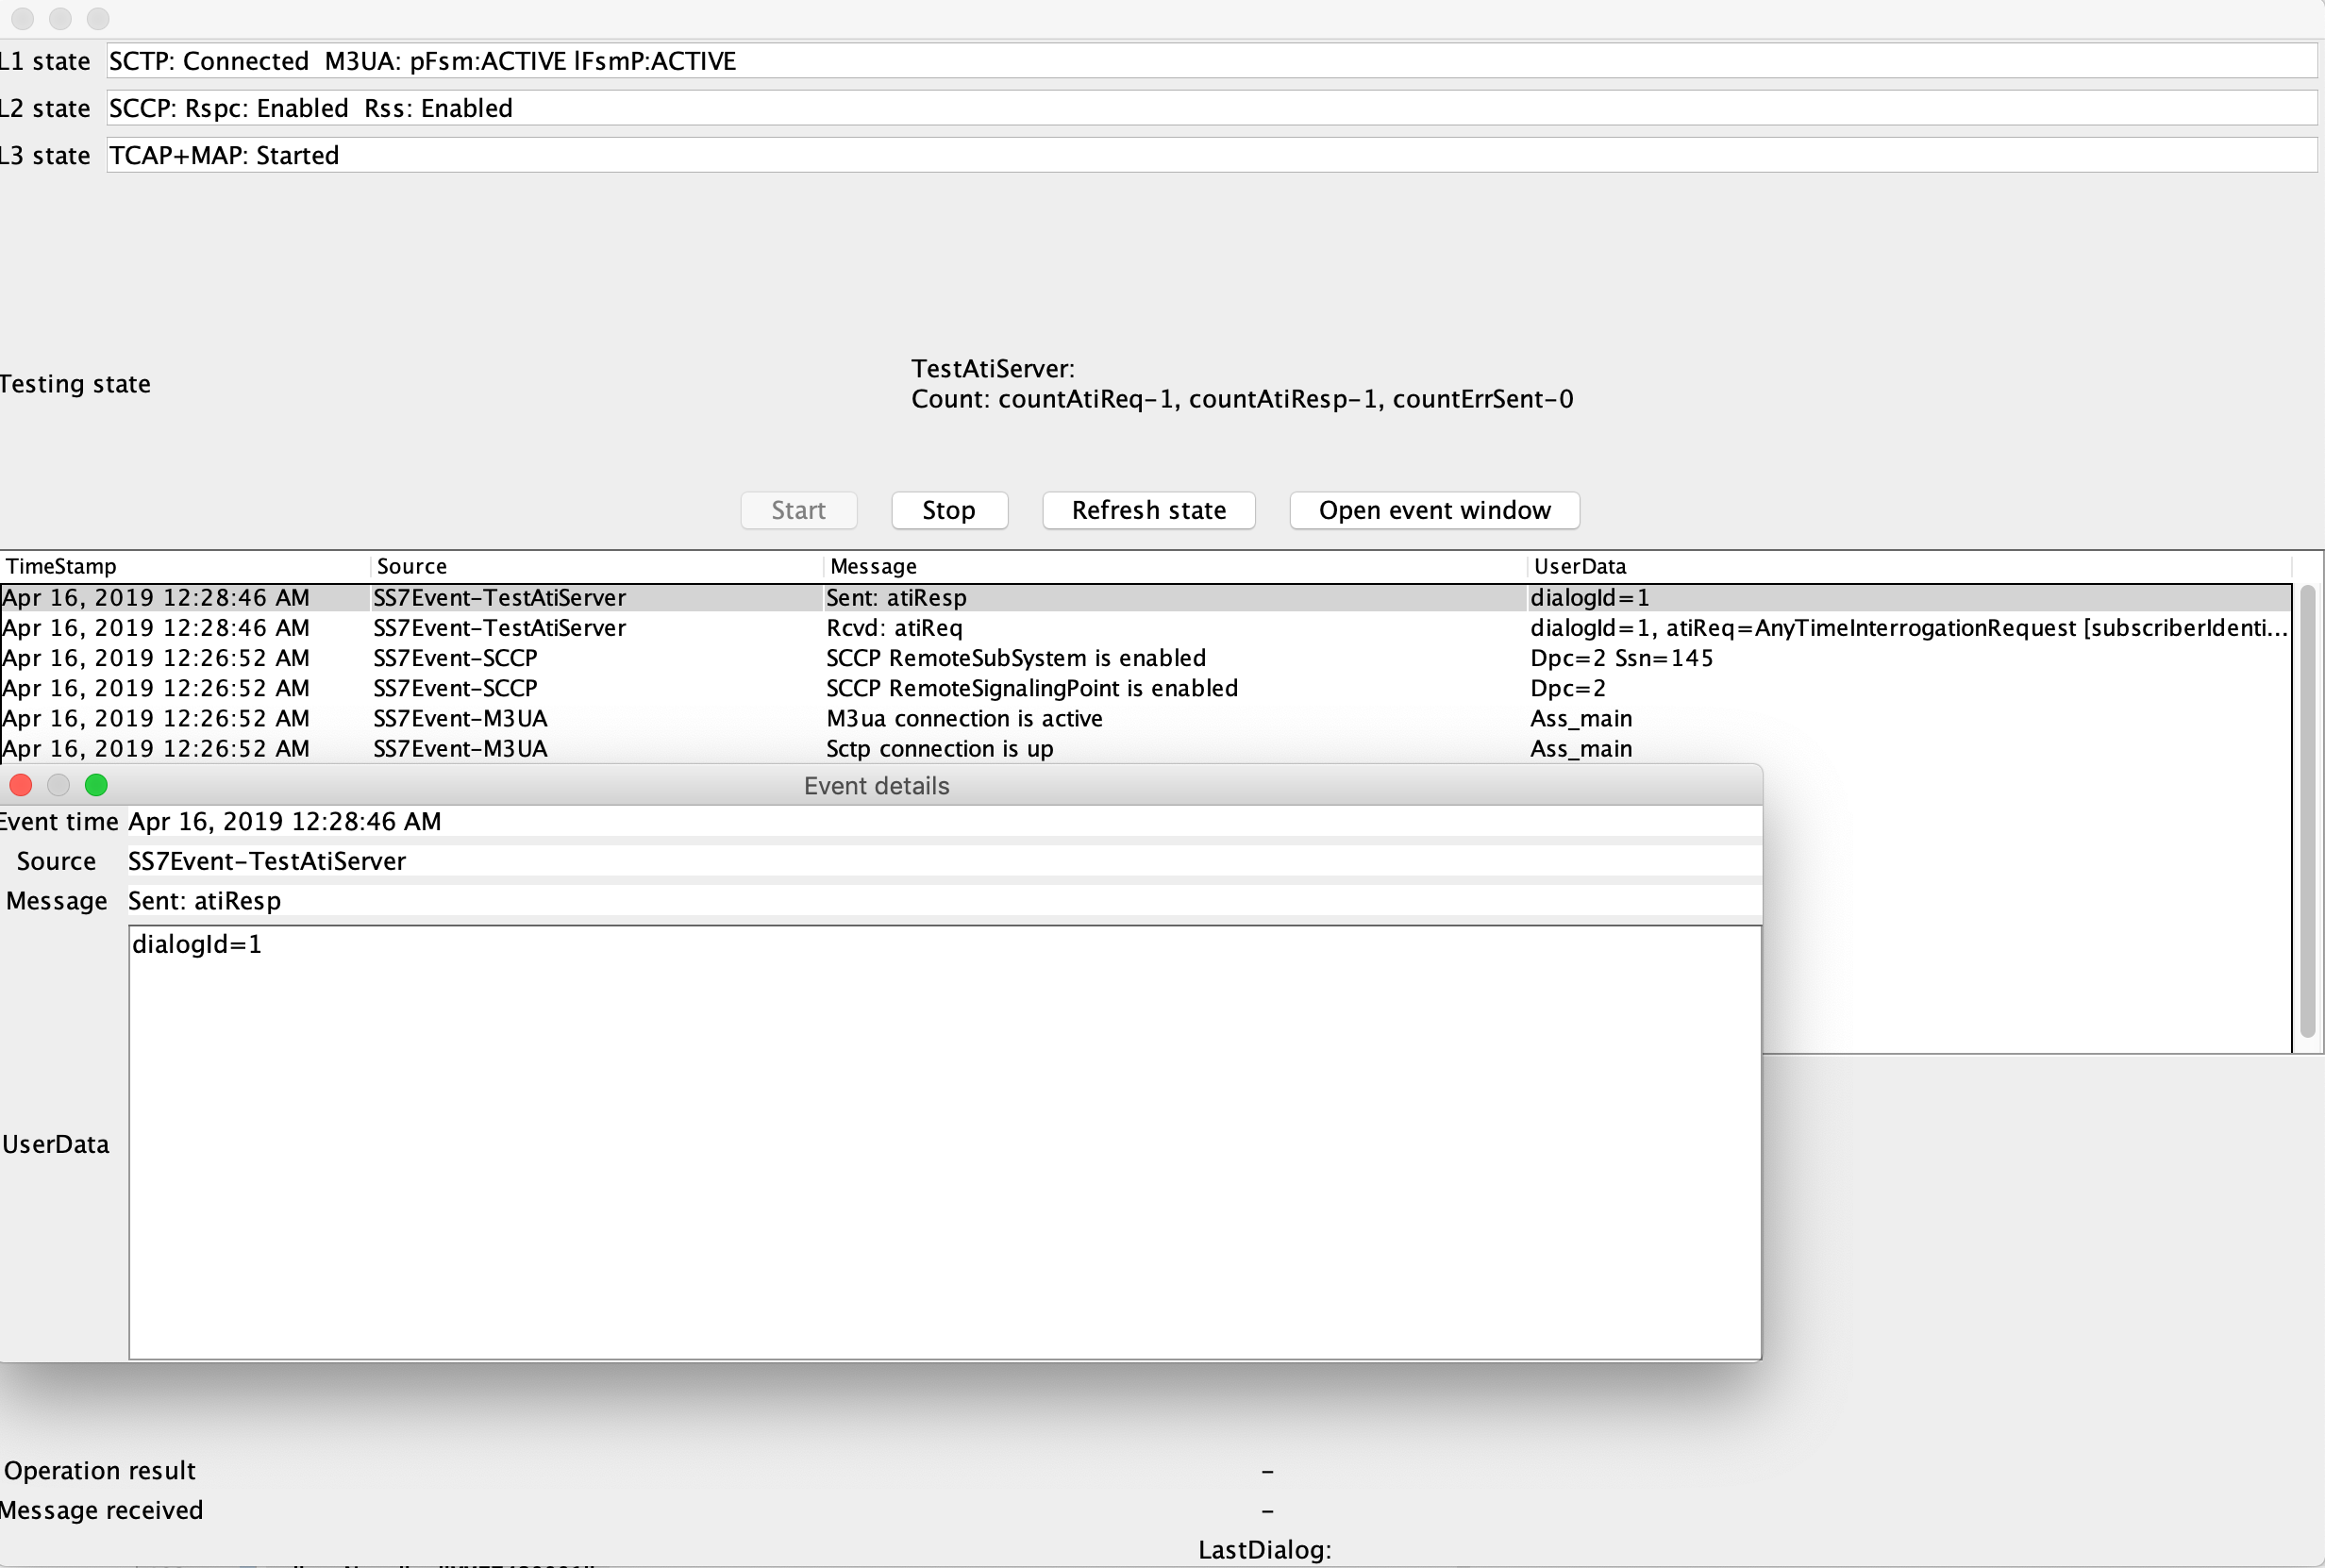 L1 state SCTP: Connected  M3UA: pFsm:ACTIVE lFsmP:ACTIVE
L2 state SCCP: Rspc: Enabled  Rss: Enabled
L3 state TCAP+MAP: Started
TestAtiServer:
Testing state
Count: countAtiReq-1, countAtiResp-1, countErrSent-0
Start Stop Refresh state Open event window
TimeStamp Source Message UserData
Apr 16, 2019 12:28:46 AM SS7Event-TestAtiServer Sent: atiResp dialogId=1
Apr 16, 2019 12:28:46 AM SS7Event-TestAtiServer Rcvd: atiReq dialogId=1, atiReq=AnyTimeInterrogationRequest [subscriberIdenti...
Apr 16, 2019 12:26:52 AM SS7Event-SCCP SCCP RemoteSubSystem is enabled Dpc=2 Ssn=145
Apr 16, 2019 12:26:52 AM SS7Event-SCCP SCCP RemoteSignalingPoint is enabled Dpc=2
Apr 16, 2019 12:26:52 AM SS7Event-M3UA M3ua connection is active Ass_main
Apr 16, 2019 12:26:52 AM SS7Event-M3UA Sctp connection is up Ass_main
Event details
Event time Apr 16, 2019 12:28:46 AM
Source SS7Event-TestAtiServer
Message Sent: atiResp
dialogId=1
UserData
Operation result -
Message received -
LastDialog: